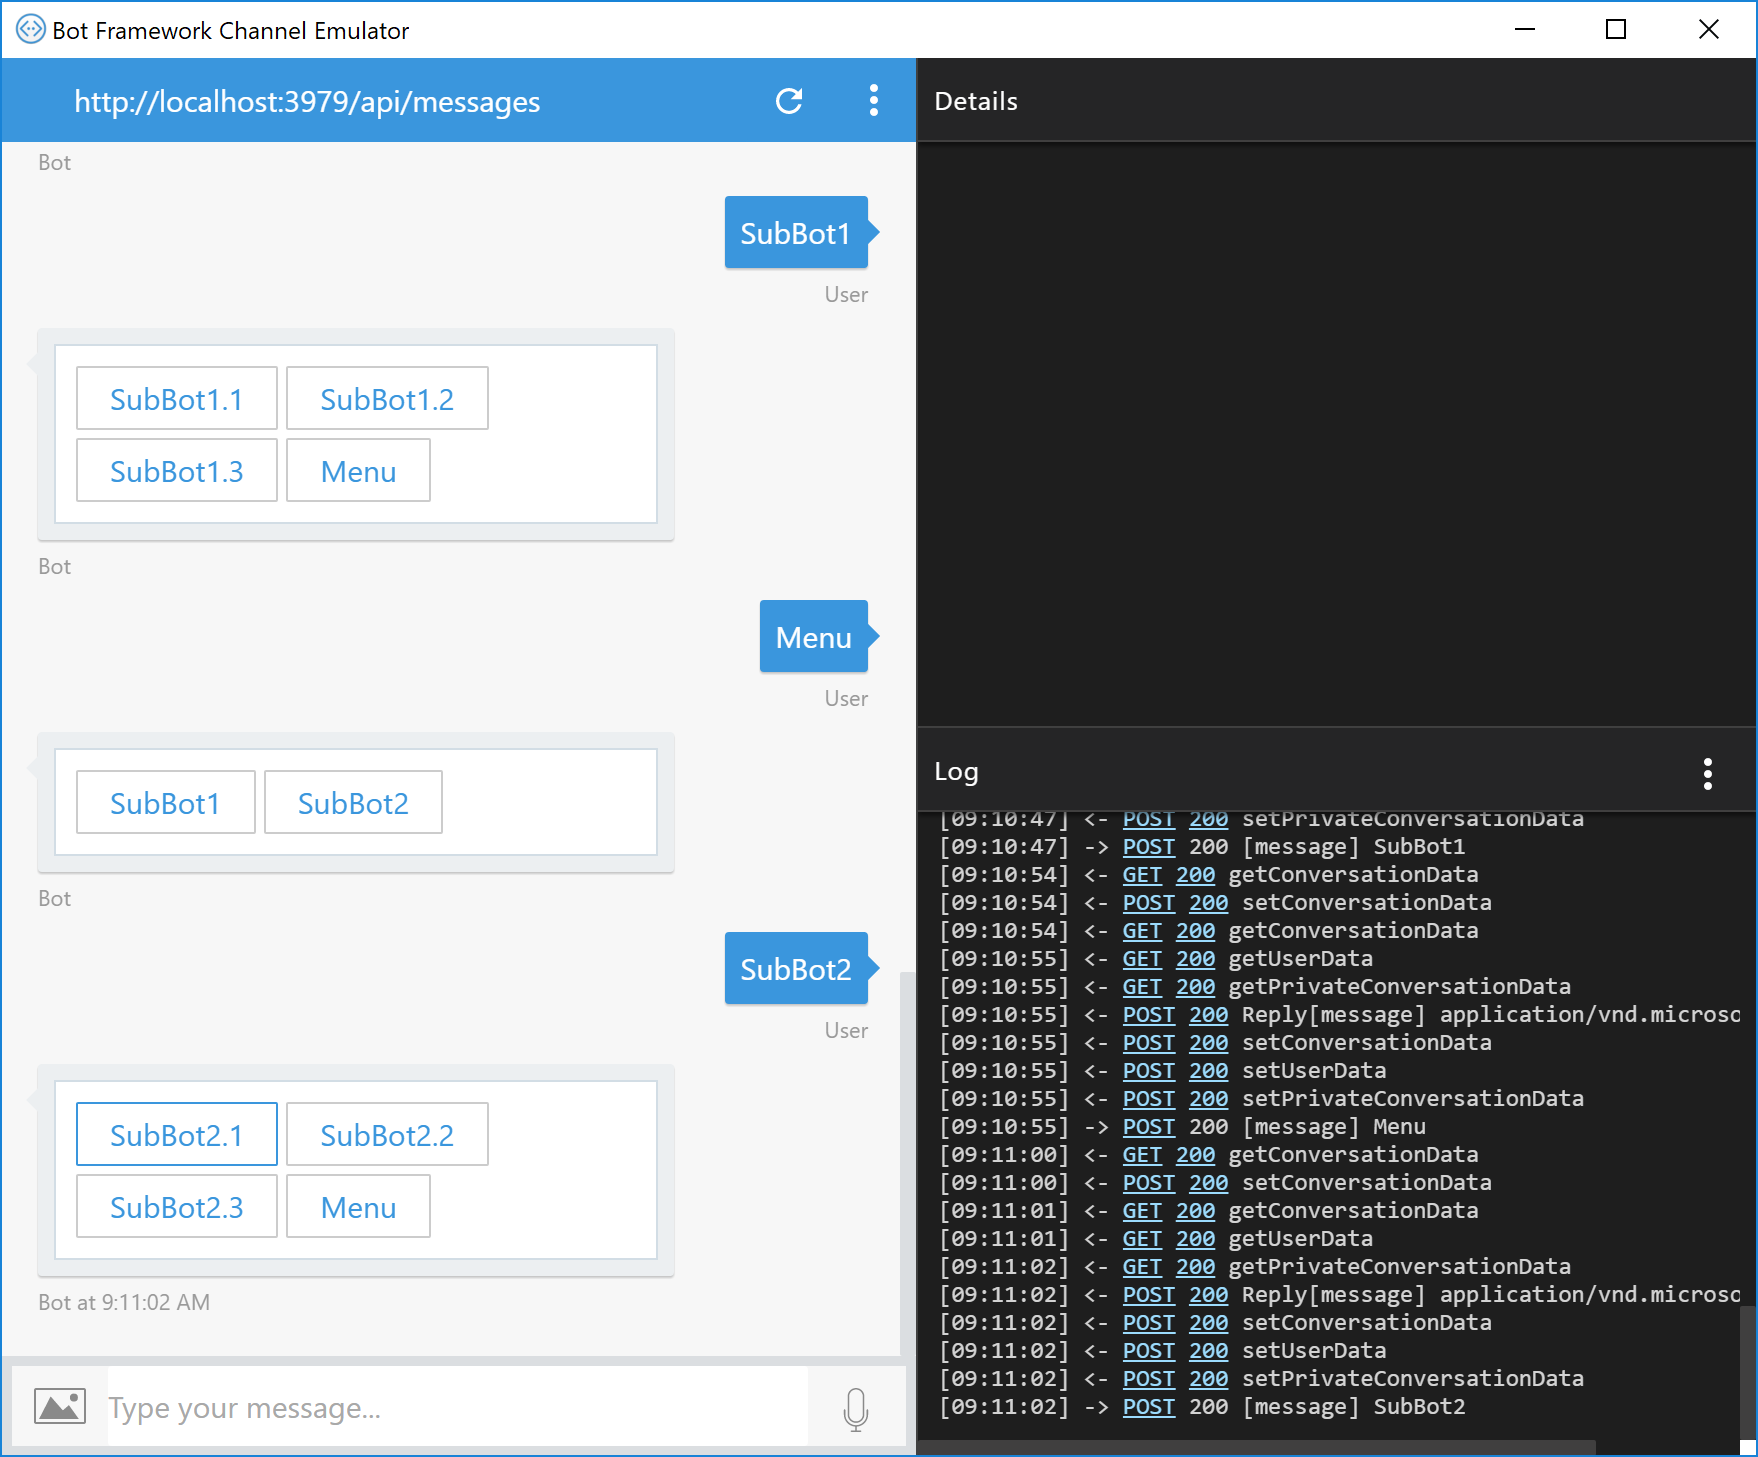 Bot Framework Channel Emulator
http://localhost:3979/api/messages
Bot
SubBot1
User
SubBot1.1 SubBot1.2
SubBot1.3 Menu
Bot
Menu
User
SubBot1 SubBot2
Bot
SubBot2
User
SubBot2.1 SubBot2.2
SubBot2.3 Menu
Bot at 9:11:02 AM
Type your message...
Details
Log
[09:10:47] <- POST 200 setPrivateConversationData
[09:10:47] -> POST 200 [message] SubBot1
[09:10:54] <- GET 200 getConversationData
[09:10:54] <- POST 200 setConversationData
[09:10:54] <- GET 200 getConversationData
[09:10:55] <- GET 200 getUserData
[09:10:55] <- GET 200 getPrivateConversationData
[09:10:55] <- POST 200 Reply[message] application/vnd.microso
[09:10:55] <- POST 200 setConversationData
[09:10:55] <- POST 200 setUserData
[09:10:55] <- POST 200 setPrivateConversationData
[09:10:55] -> POST 200 [message] Menu
[09:11:00] <- GET 200 getConversationData
[09:11:00] <- POST 200 setConversationData
[09:11:01] <- GET 200 getConversationData
[09:11:01] <- GET 200 getUserData
[09:11:02] <- GET 200 getPrivateConversationData
[09:11:02] <- POST 200 Reply[message] application/vnd.microso
[09:11:02] <- POST 200 setConversationData
[09:11:02] <- POST 200 setUserData
[09:11:02] <- POST 200 setPrivateConversationData
[09:11:02] -> POST 200 [message] SubBot2